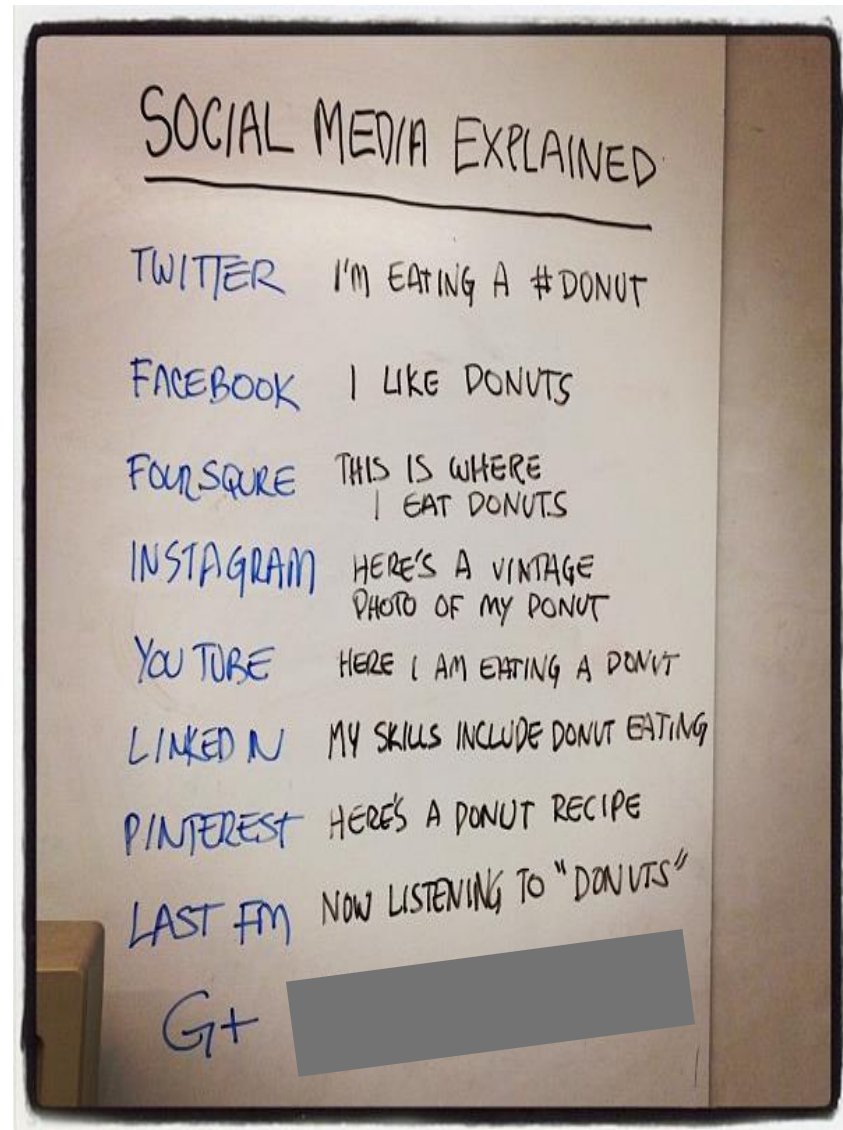 SOCIAL MEDIA EXPLAINED
TWITTER I'M EATING A #DONUT
FACEBOOK I LIKE DONUTS
FOURSQURE THIS IS WHERE
I EAT DONUTS
INSTAGRAM HERE'S A VINTAGE
PHOTO OF MY DONUT
YOU TUBE HERE I AM EATING A DONUT
LINKED IN MY SKILLS INCLUDE DONUT EATING
PINTEREST HERE'S A DONUT RECIPE
LAST FM NOW LISTENING TO "DONUTS"
G+